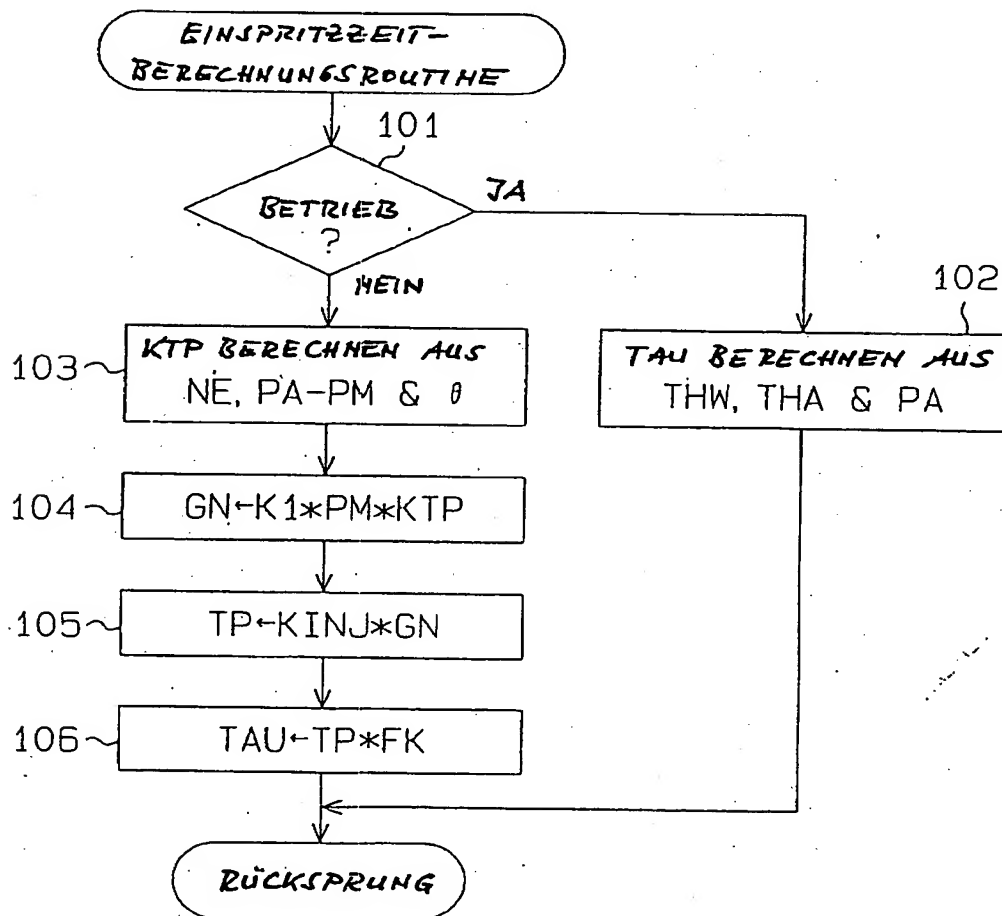 EINSPRITZZEIT-
BERECHNUNGSROUTINE
101
BETRIEB
?
JA
NEIN
102
103
KTP BERECHNEN AUS
NE, PA-PM & θ
TAU BERECHNEN AUS
THW, THA & PA
104
GN←K1*PM*KTP
105
TP←KINJ*GN
106
TAU←TP*FK
RÜCKSPRUNG